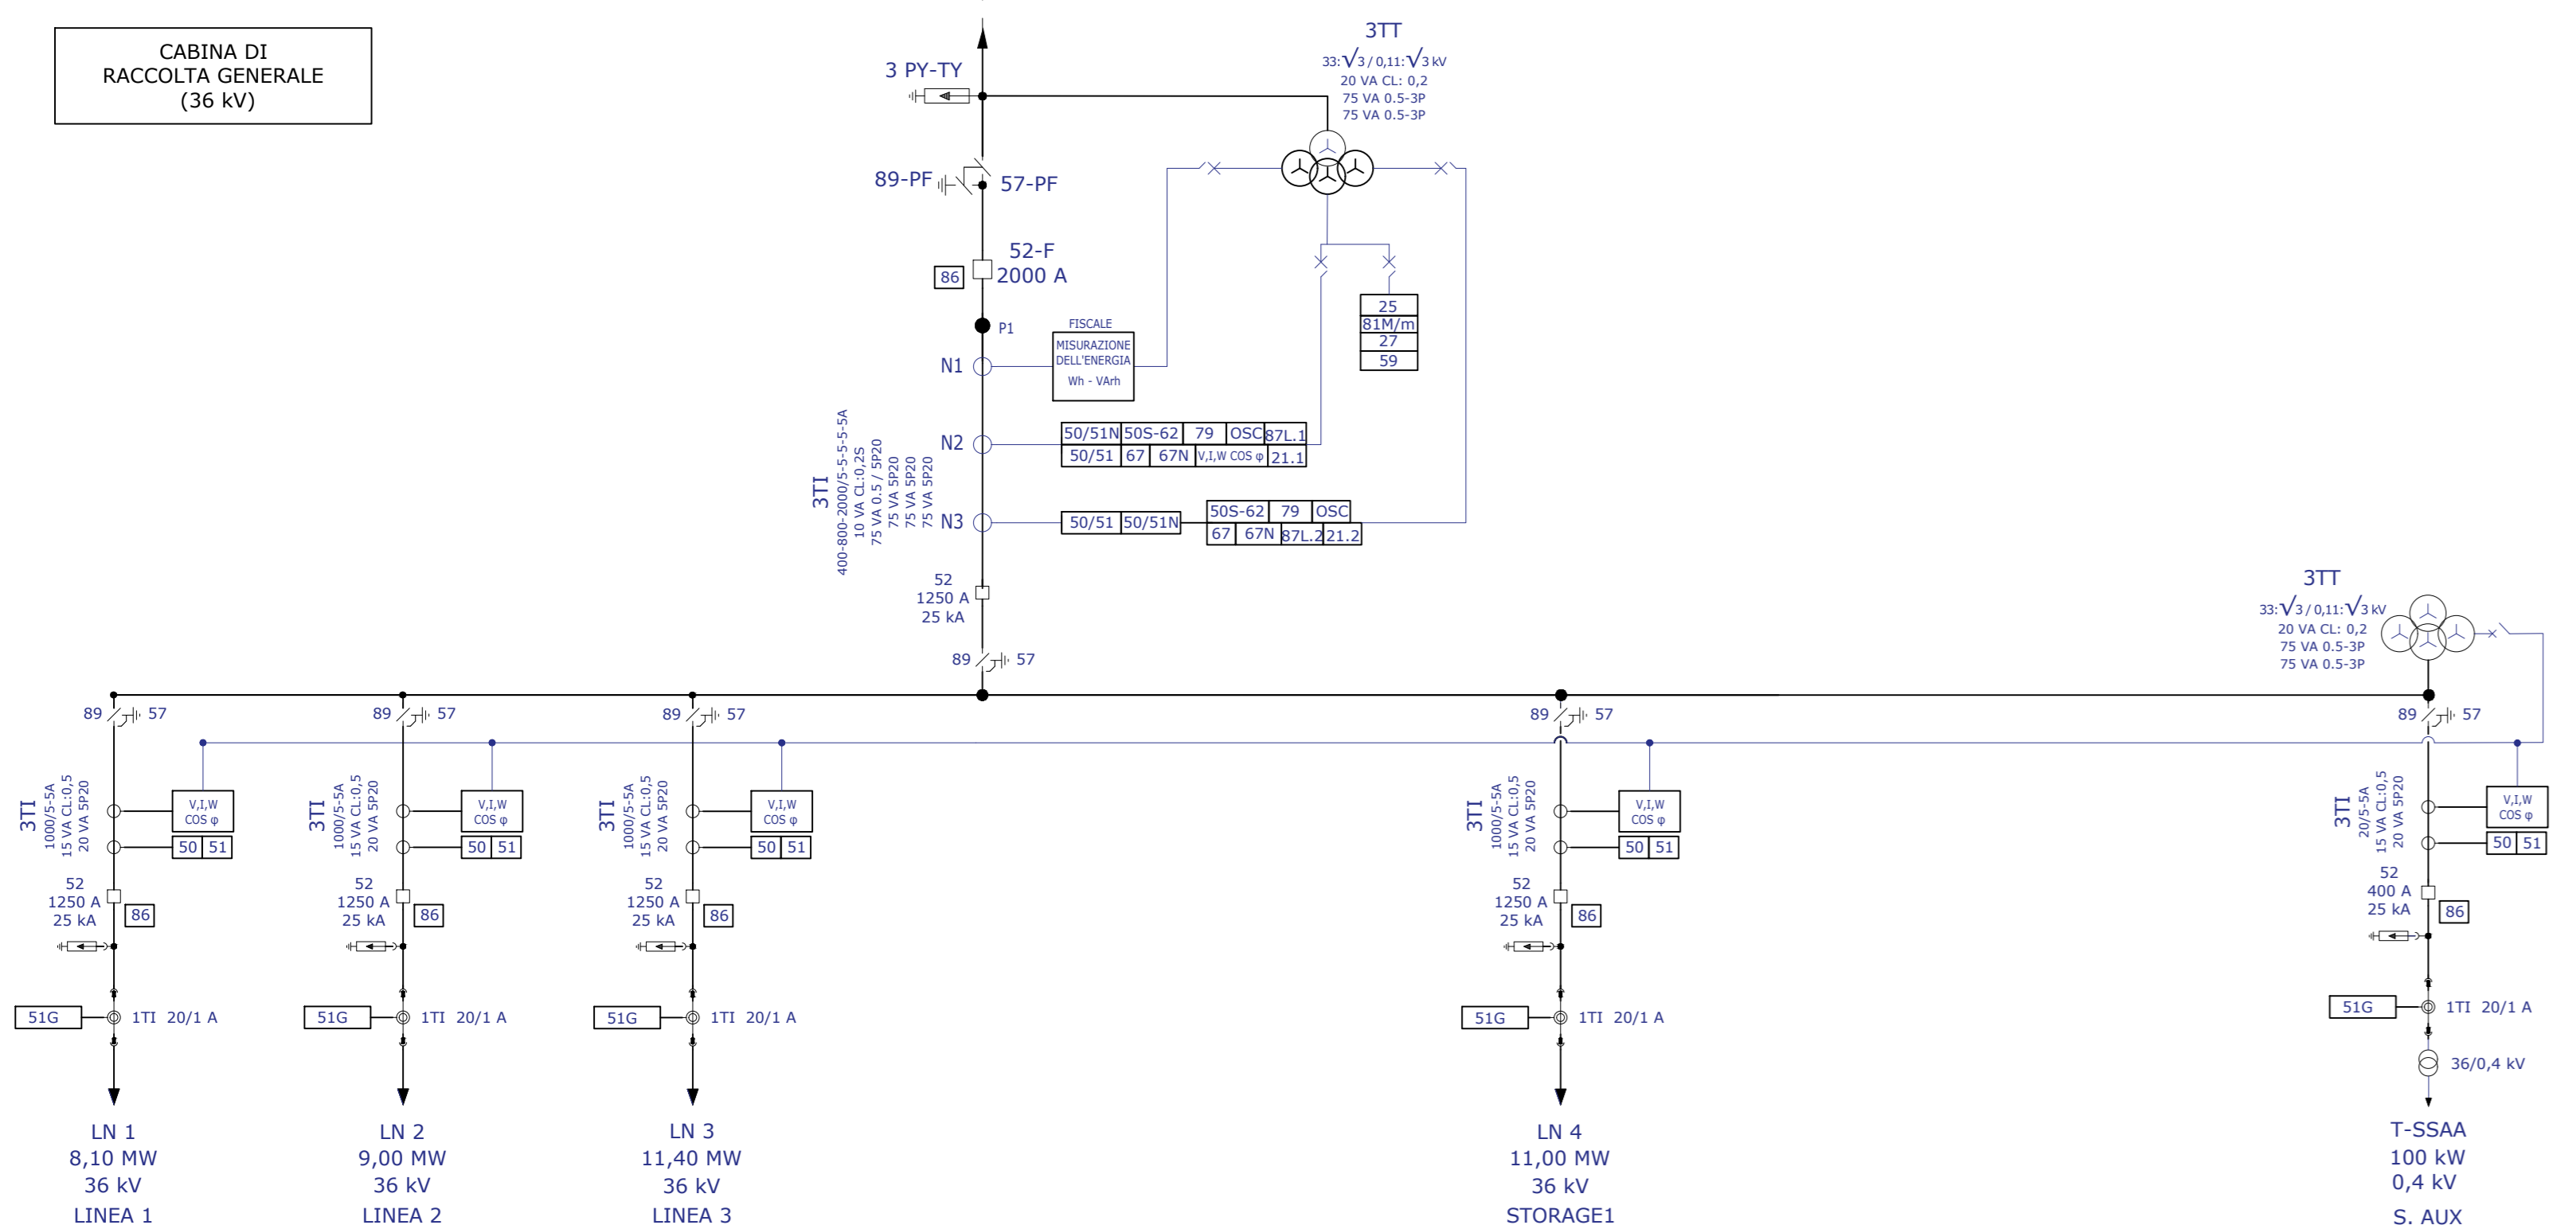 CABINA DI
RACCOLTA GENERALE
(36 kV)
3TT
33:√3 / 0,11:√3 kV
20 VA CL: 0,2
75 VA 0.5-3P
75 VA 0.5-3P
3 PY-TY
89-PF
57-PF
52-F
2000 A
86
P1
25
81M/m
27
59
FISCALE
MISURAZIONE
DELL'ENERGIA
Wh - VArh
N1
N2
50/51N 50S-62 79 OSC 87L.1
50/51 67 67N V,I,W COS φ 21.1
3TI
400-800-2000/5-5-5-5-5-5A
10 VA CL:0,2S
75 VA 0.5 / 5P20
75 VA 5P20
75 VA 5P20
75 VA 5P20
N3
50/51 50/51N
50S-62 79 OSC
67 67N 87L.2 21.2
52
1250 A
25 kA
89 57
3TT
33:√3 / 0,11:√3 kV
20 VA CL: 0,2
75 VA 0.5-3P
75 VA 0.5-3P
89 57
3TI
1000/5-5A
15 VA CL:0,5
20 VA 5P20
V,I,W
COS φ
50 51
52
1250 A
25 kA
86
51G
1TI 20/1 A
LN 1
8,10 MW
36 kV
LINEA 1
89 57
3TI
1000/5-5A
15 VA CL:0,5
20 VA 5P20
V,I,W
COS φ
50 51
52
1250 A
25 kA
86
51G
1TI 20/1 A
LN 2
9,00 MW
36 kV
LINEA 2
89 57
3TI
1000/5-5A
15 VA CL:0,5
20 VA 5P20
V,I,W
COS φ
50 51
52
1250 A
25 kA
86
51G
1TI 20/1 A
LN 3
11,40 MW
36 kV
LINEA 3
89 57
3TI
1000/5-5A
15 VA CL:0,5
20 VA 5P20
V,I,W
COS φ
50 51
52
1250 A
25 kA
86
51G
1TI 20/1 A
LN 4
11,00 MW
36 kV
STORAGE1
89 57
3TI
20/5-5A
15 VA CL:0,5
20 VA 5P20
V,I,W
COS φ
50 51
52
400 A
25 kA
86
51G
1TI 20/1 A
36/0,4 kV
T-SSAA
100 kW
0,4 kV
S. AUX